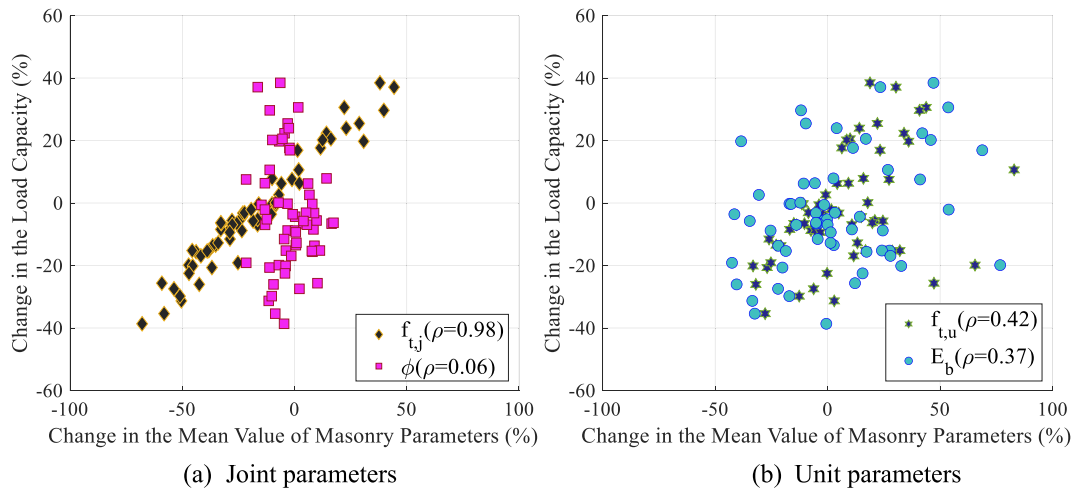 60
40
20
0
-20
-40
-60
-100
-50
0
50
100
Change in the Load Capacity (%)
Change in the Mean Value of Masonry Parameters (%)
f_t,j(ρ=0.98)
ϕ(ρ=0.06)
(a) Joint parameters
60
40
20
0
-20
-40
-60
-100
-50
0
50
100
Change in the Load Capacity (%)
Change in the Mean Value of Masonry Parameters (%)
f_t,u(ρ=0.42)
E_b(ρ=0.37)
(b) Unit parameters